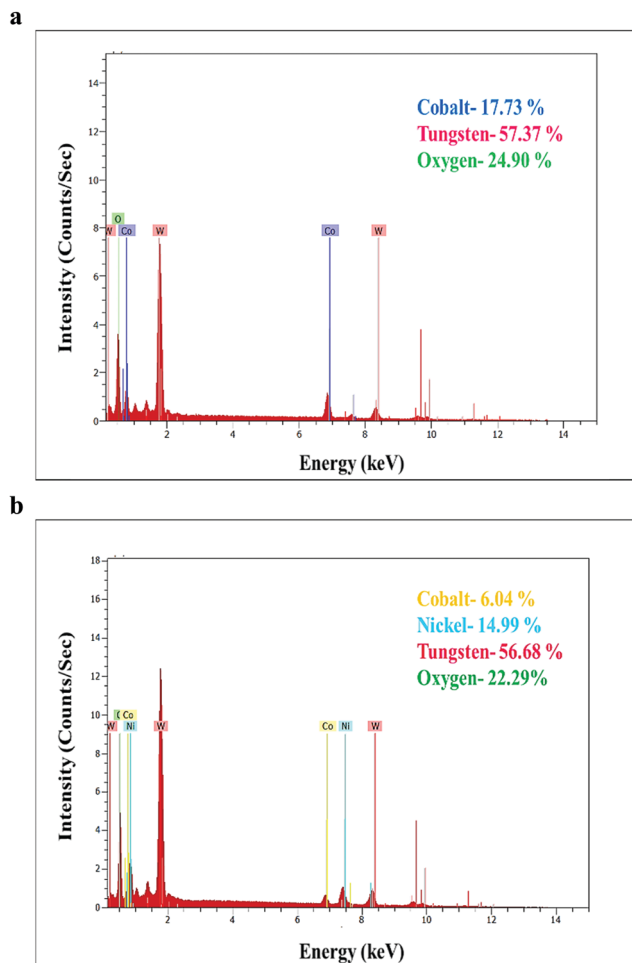 a
Cobalt- 17.73 %
Tungsten- 57.37 %
Oxygen- 24.90 %
14
12
10
8
6
4
2
0
O
W Co W Co W
2 4 6 8 10 12 14
Intensity (Counts/Sec)
Energy (keV)
b
Cobalt- 6.04 %
Nickel- 14.99 %
Tungsten- 56.68 %
Oxygen- 22.29%
18
16
14
12
10
8
6
4
2
0
Co Co
W Ni W Ni W
2 4 6 8 10 12 14
Intensity (Counts/Sec)
Energy (keV)